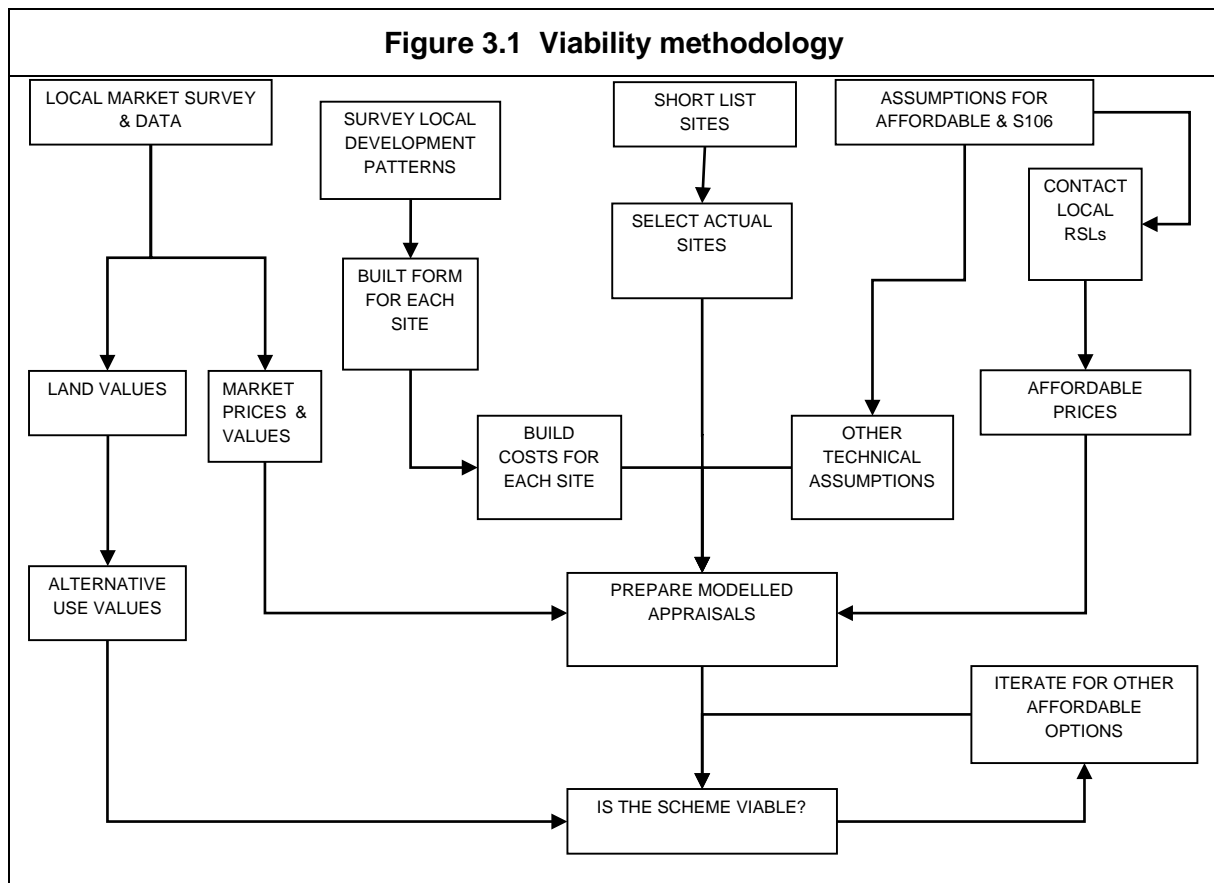 Figure 3.1 Viability methodology
LOCAL MARKET SURVEY
& DATA
SURVEY LOCAL
DEVELOPMENT
PATTERNS
SHORT LIST
SITES
ASSUMPTIONS FOR
AFFORDABLE & S106
CONTACT
LOCAL
RSLs
SELECT ACTUAL
SITES
BUILT FORM
FOR EACH
SITE
LAND VALUES
MARKET
PRICES &
VALUES
AFFORDABLE
PRICES
BUILD
COSTS FOR
EACH SITE
OTHER
TECHNICAL
ASSUMPTIONS
ALTERNATIVE
USE VALUES
PREPARE MODELLED
APPRAISALS
ITERATE FOR OTHER
AFFORDABLE
OPTIONS
IS THE SCHEME VIABLE?